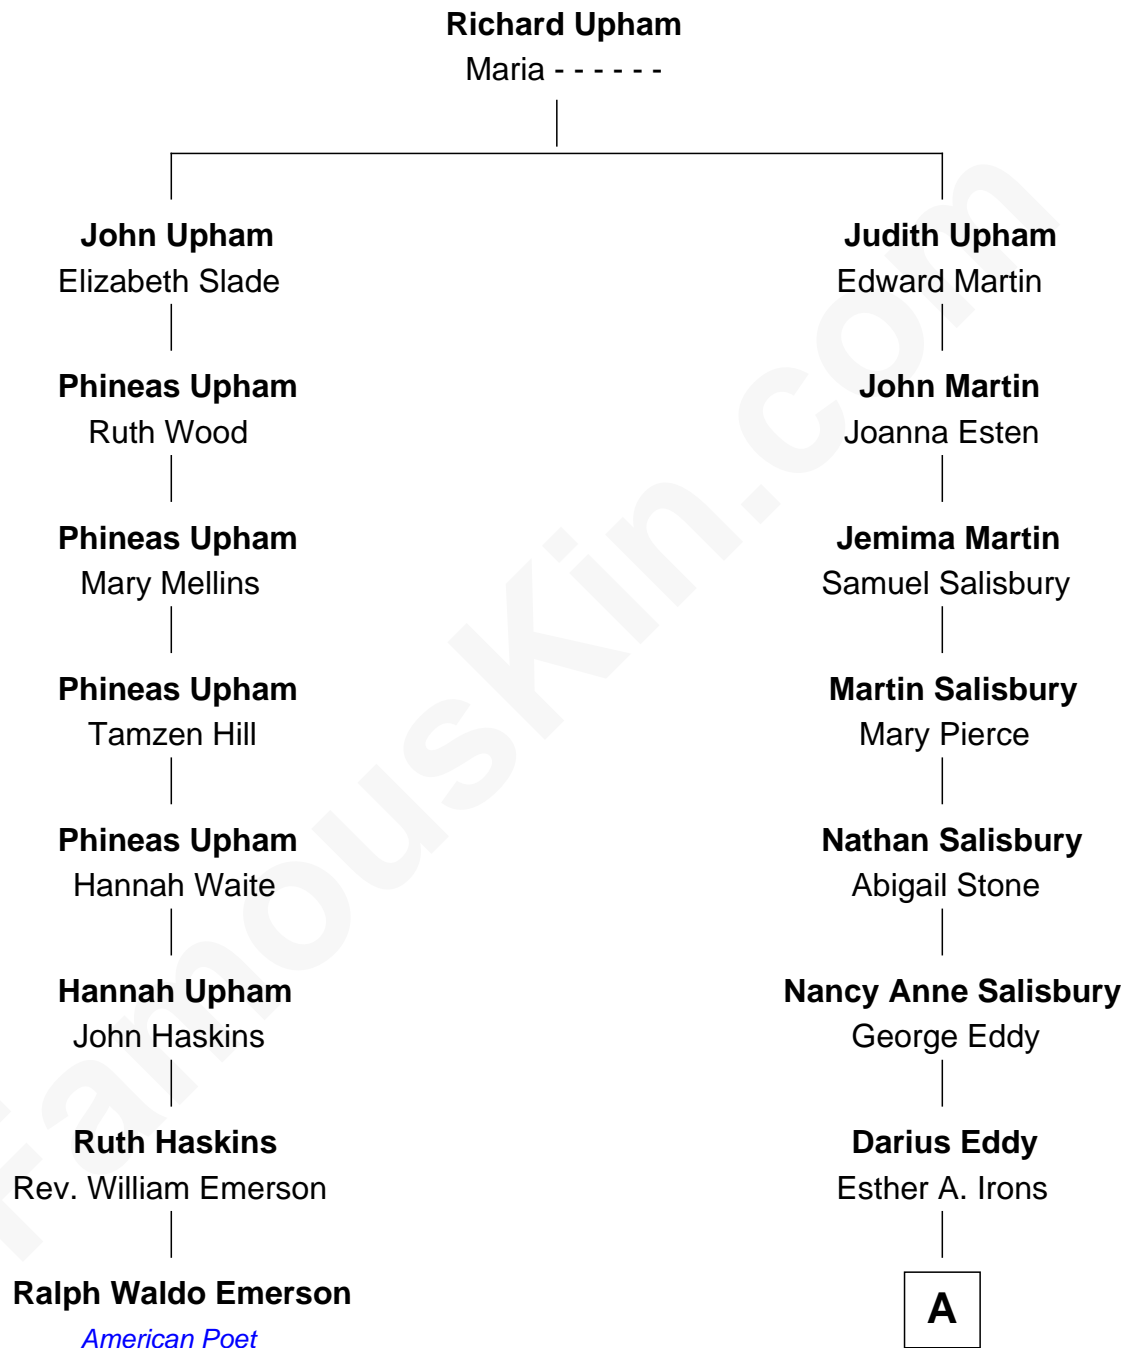 Richard Upham
Maria - - - - - -
John Upham
Elizabeth Slade
Judith Upham
Edward Martin
Phineas Upham
Ruth Wood
John Martin
Joanna Esten
Phineas Upham
Mary Mellins
Jemima Martin
Samuel Salisbury
Phineas Upham
Tamzen Hill
Martin Salisbury
Mary Pierce
Phineas Upham
Hannah Waite
Nathan Salisbury
Abigail Stone
Hannah Upham
John Haskins
Nancy Anne Salisbury
George Eddy
Ruth Haskins
Rev. William Emerson
Darius Eddy
Esther A. Irons
Ralph Waldo Emerson
American Poet
A
FamousKin.com